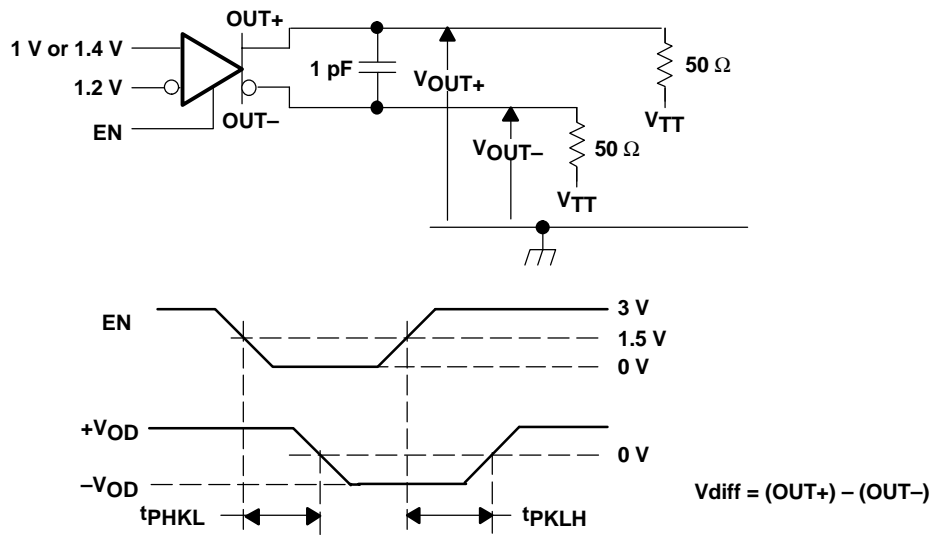 OUT+
1 V or 1.4 V
1 pF
VOUT+
50 Ω
1.2 V
OUT–
VTT
EN
VOUT–
50 Ω
VTT
EN
3 V
1.5 V
0 V
+VOD
0 V
–VOD
Vdiff = (OUT+) – (OUT–)
tPHKL
tPKLH